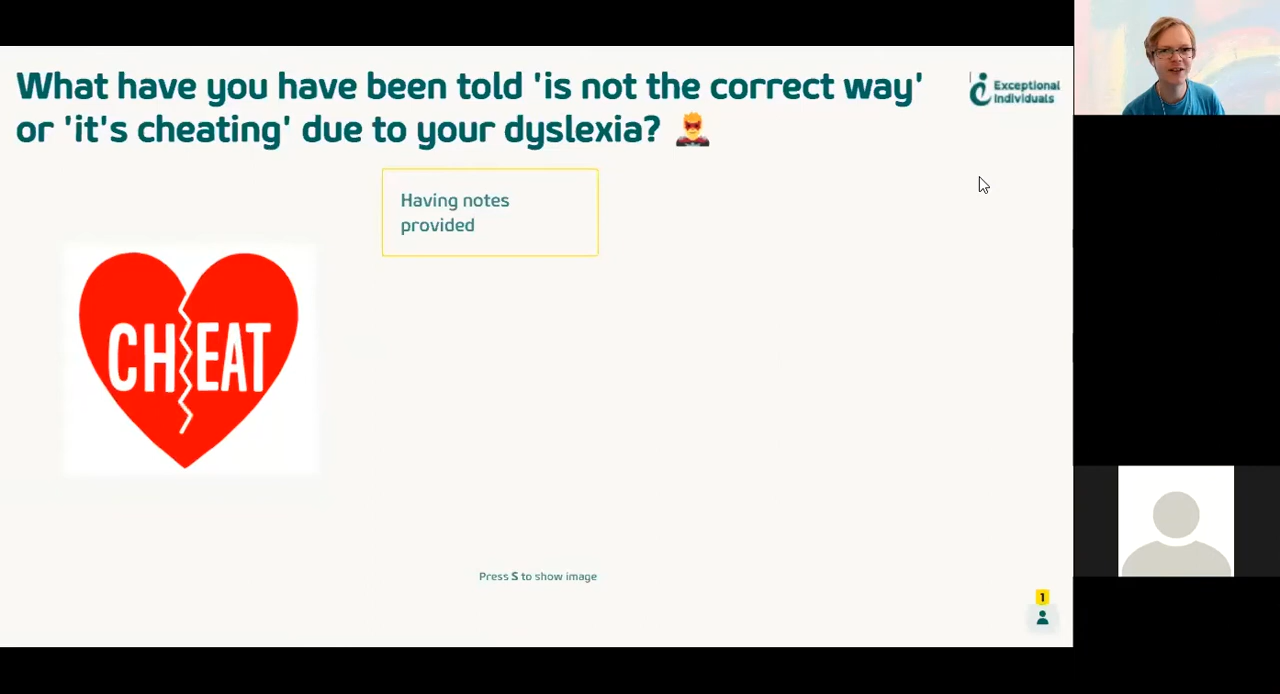 What have you have been told 'is not the correct way'
or 'it's cheating' due to your dyslexia?
Exceptional
Individuals
Having notes
provided
CHEAT
Press S to show image
1